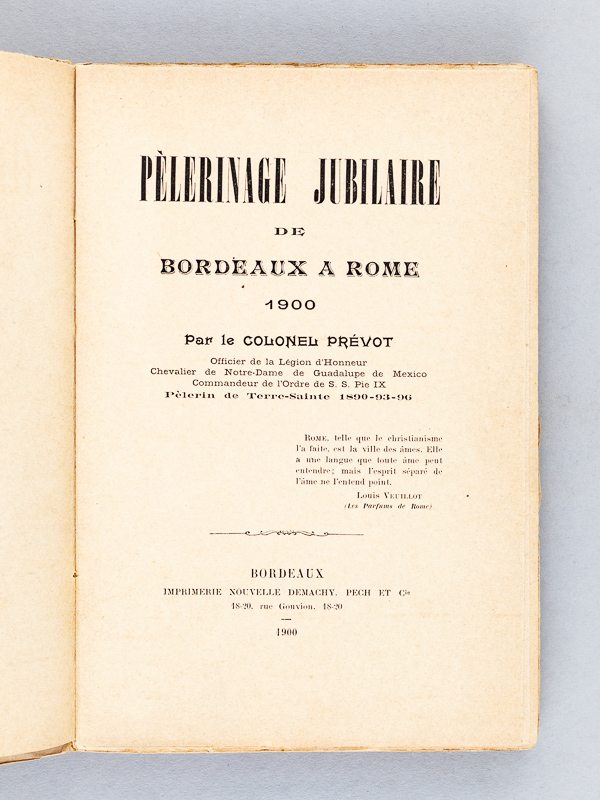 PÈLERINAGE JUBILAIRE
DE
BORDEAUX A ROME
1900
Par le COLONEL PRÉVOT
Officier de la Légion d'Honneur
Chevalier de Notre-Dame de Guadalupe de Mexico
Commandeur de l'Ordre de S. S. Pie IX
Pèlerin de Terre-Sainte 1890-93-96
ROME, telle que le christianisme
l'a faite, est la ville des âmes. Elle
a une langue que toute âme peut
entendre; mais l'esprit séparé de
l'âme ne l'entend point.
Louis VEUILLOT
(Les Parfums de Rome)
BORDEAUX
IMPRIMERIE NOUVELLE DEMACHY, PECH ET Cie
18-20, rue Gouvion, 18-20
1900